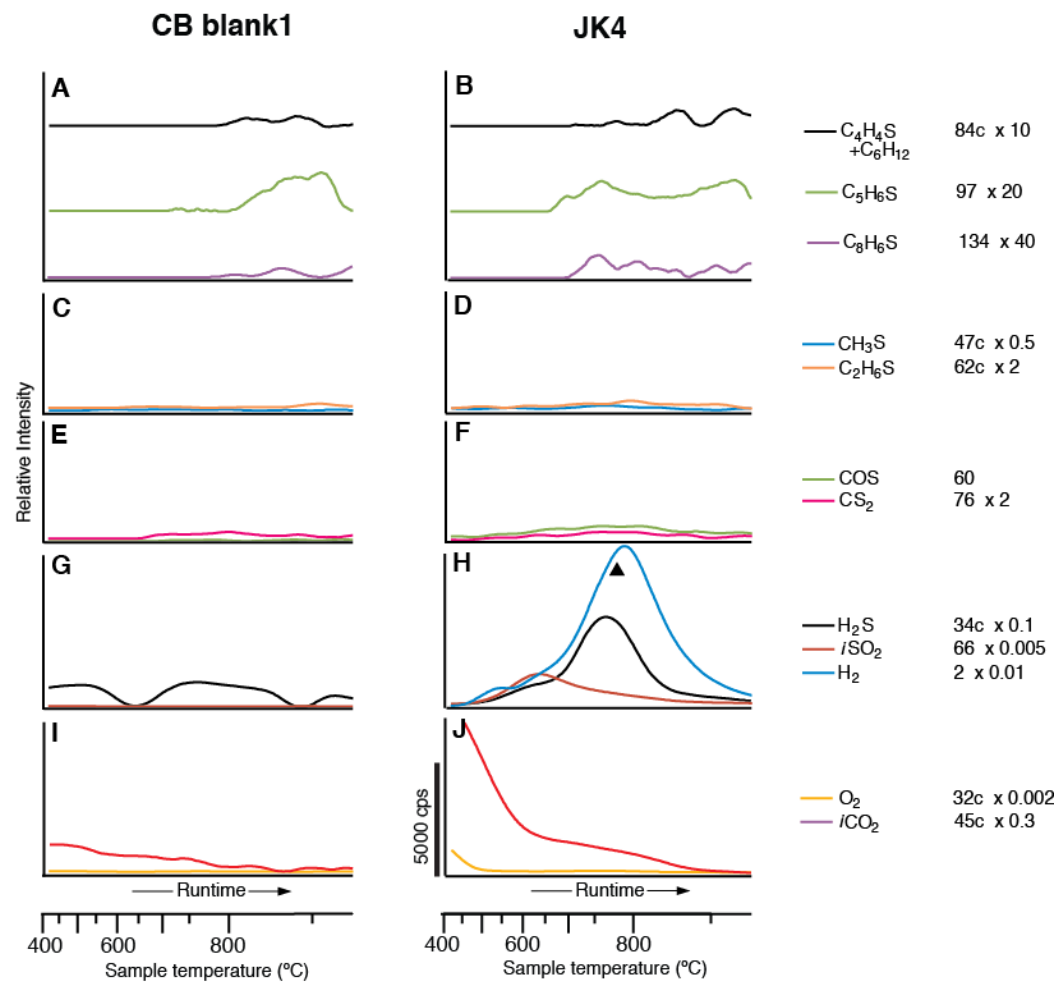 CB blank1
JK4
A
B
C₄H₄S 84c x 10
+C₆H₁₂
C₅H₆S 97 x 20
C₈H₆S 134 x 40
C
D
CH₃S 47c x 0.5
C₂H₆S 62c x 2
Relative Intensity
E
F
COS 60
CS₂ 76 x 2
G
H
H₂S 34c x 0.1
iSO₂ 66 x 0.005
H₂ 2 x 0.01
I
J
5000 cps
O₂ 32c x 0.002
iCO₂ 45c x 0.3
Runtime
Runtime
400 600 800
400 600 800
Sample temperature (ºC)
Sample temperature (ºC)